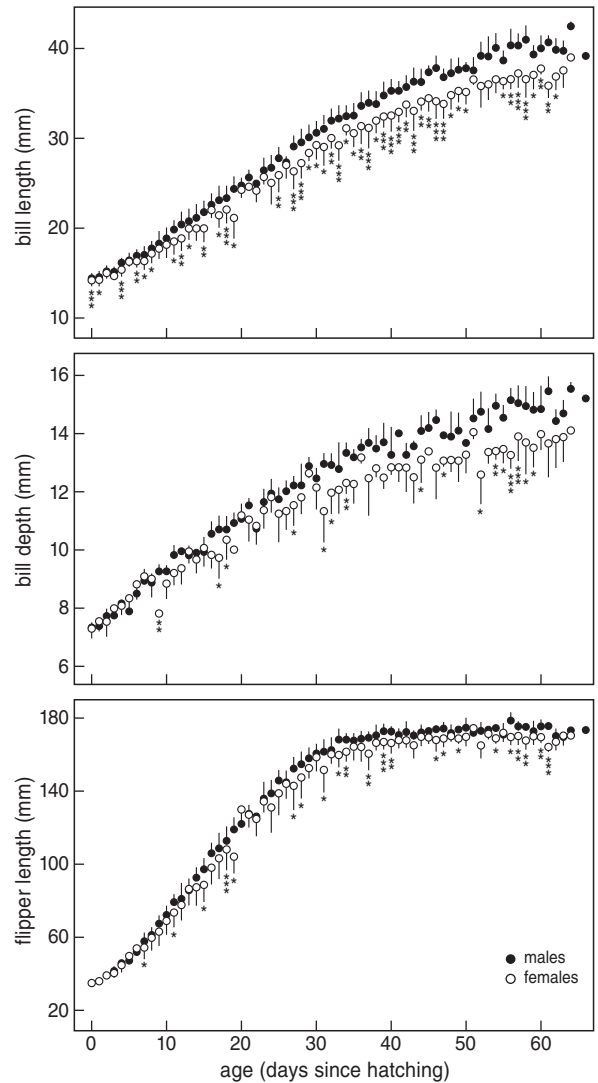 bill length (mm)
40
30
20
10
bill depth (mm)
16
14
12
10
8
6
flipper length (mm)
180
140
100
60
20
males
females
0 10 20 30 40 50 60
age (days since hatching)